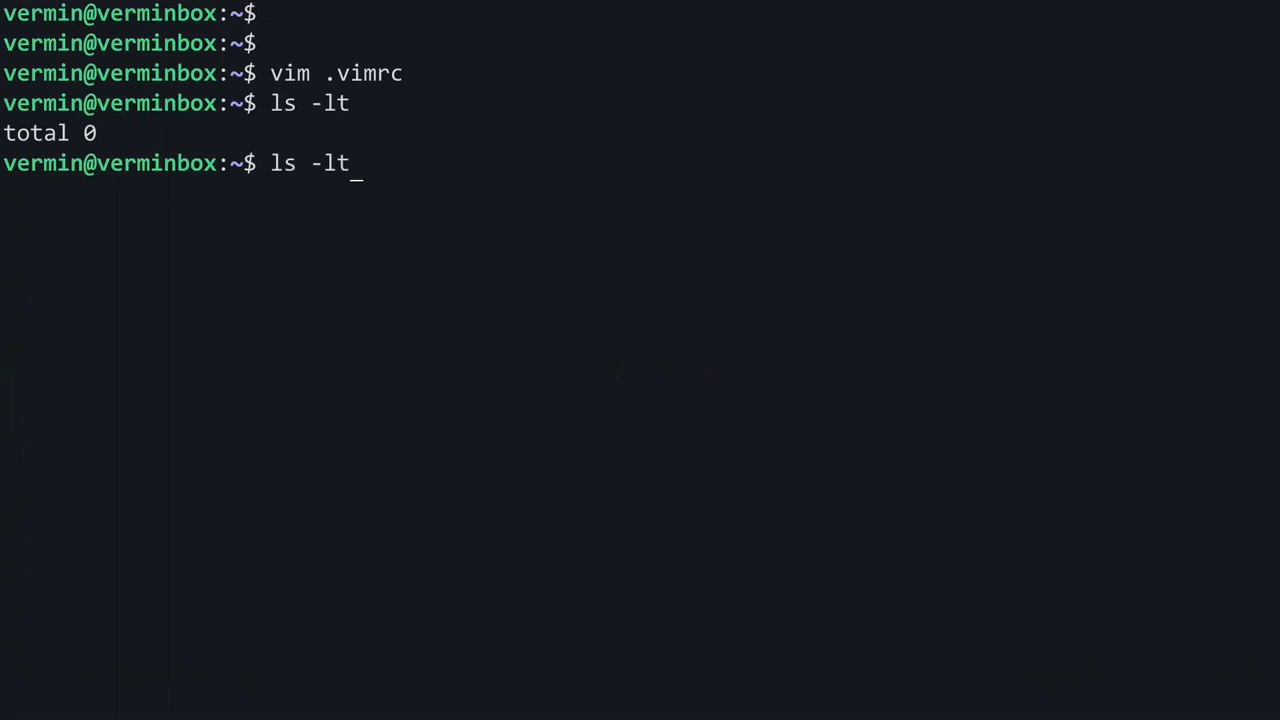 vermin@verminbox:~$
vermin@verminbox:~$
vermin@verminbox:~$ vim .vimrc
vermin@verminbox:~$ ls -lt
total 0
vermin@verminbox:~$ ls -lt_